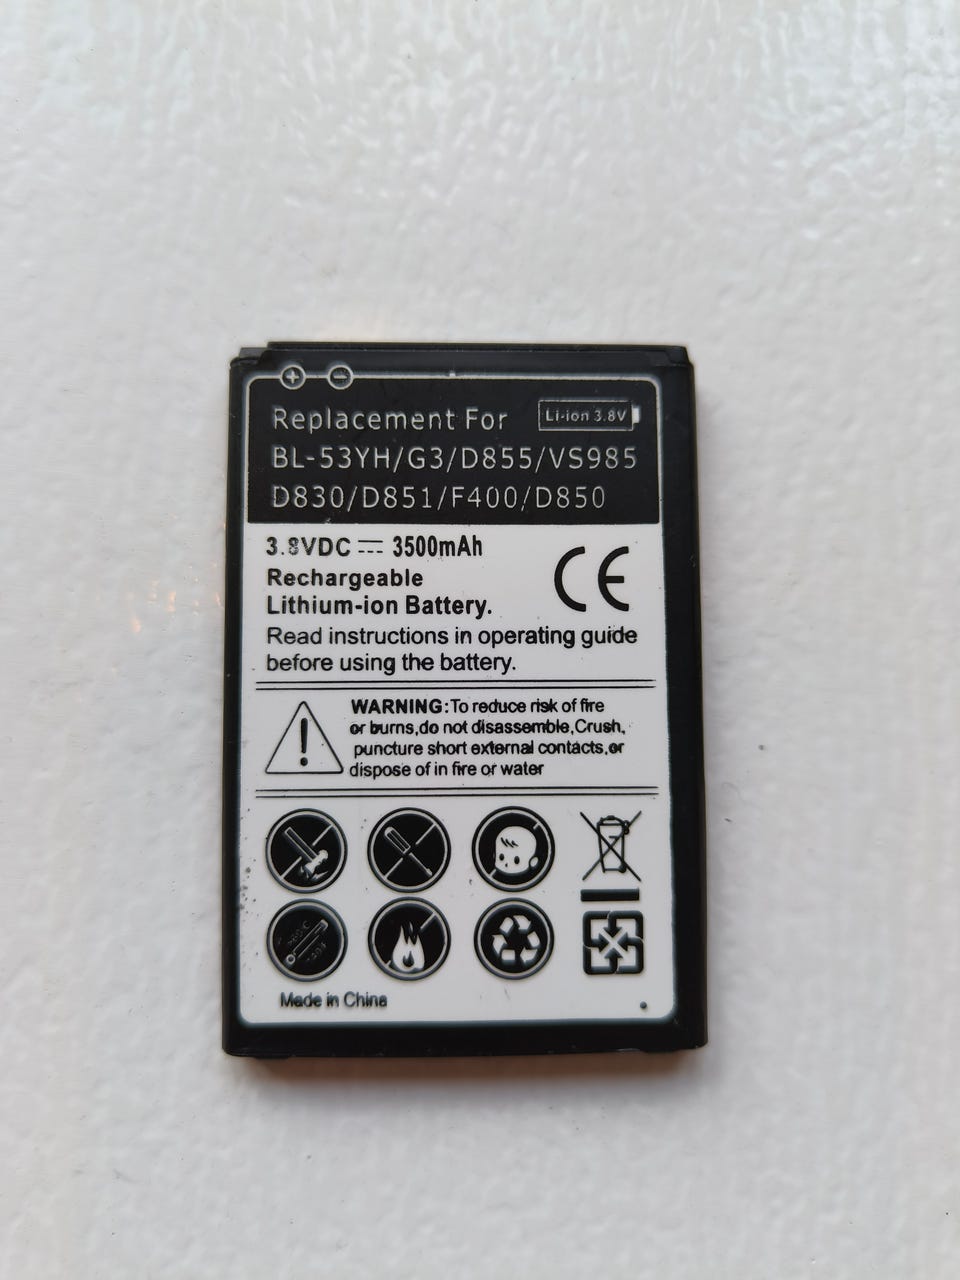 + −
Replacement For Li-ion 3.8V
BL-53YH/G3/D855/VS985
D830/D851/F400/D850
3.8VDC ⎓ 3500mAh
Rechargeable
Lithium-ion Battery.
CE
Read instructions in operating guide
before using the battery.
WARNING:To reduce risk of fire
or burns,do not disassemble,Crush,
puncture short external contacts,or
dispose of in fire or water
Made in China